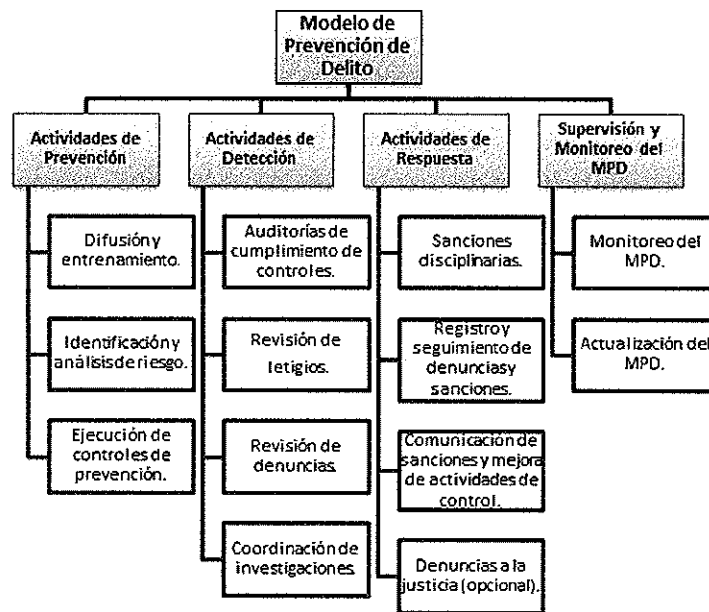 Modelo de
Prevención de
Delito
Actividades de
Prevención
Difusión y
entrenamiento.
Identificación y
análisis de riesgo.
Ejecución de
controles de
prevención.
Actividades de
Detección
Auditorías de
cumplimiento de
controles.
Revisión de
letigios.
Revisión de
denuncias.
Coordinación de
investigaciones.
Actividades de
Respuesta
Sanciones
disciplinarias.
Registro y
seguimiento de
denuncias y
sanciones.
Comunicación de
sanciones y mejora
de actividades de
control.
Denuncias a la
justicia (opcional).
Supervisión y
Monitoreo del
MPD
Monitoreo del
MPD.
Actualización del
MPD.